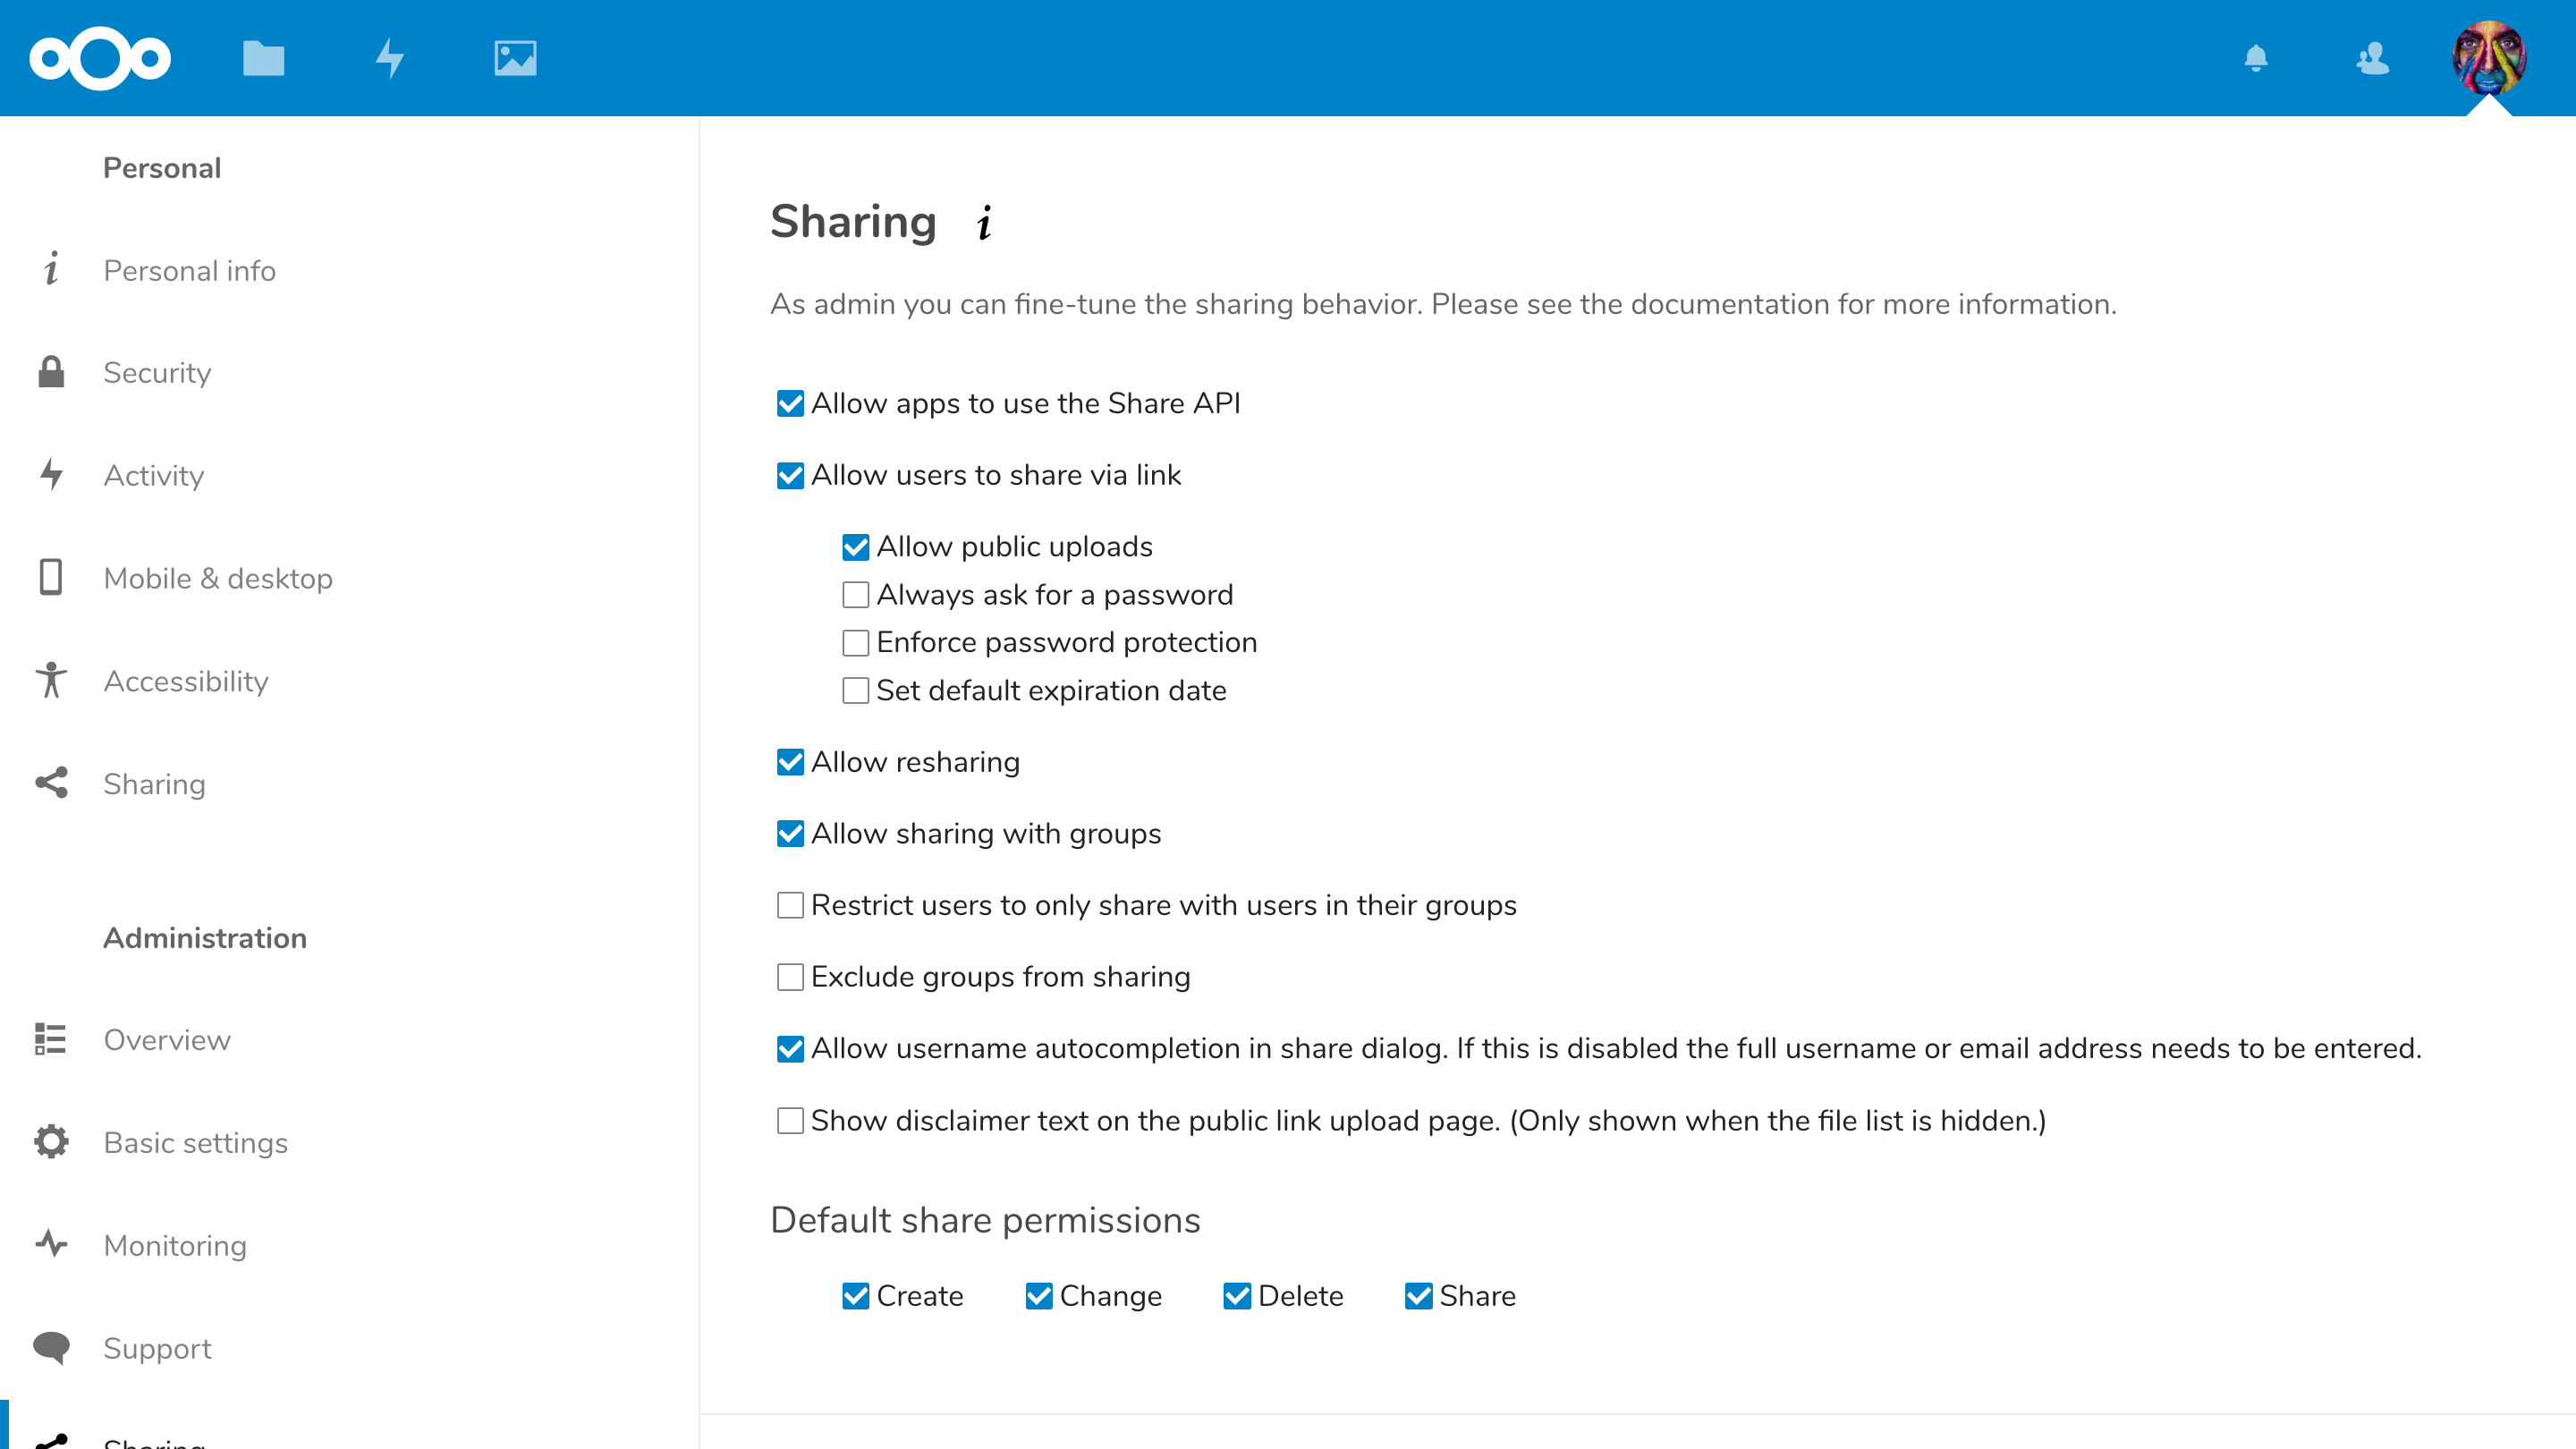 Personal
Personal info
Security
Activity
Mobile & desktop
Accessibility
Sharing
Administration
Overview
Basic settings
Monitoring
Support
Sharing
Sharing
As admin you can fine-tune the sharing behavior. Please see the documentation for more information.
Allow apps to use the Share API
Allow users to share via link
Allow public uploads
Always ask for a password
Enforce password protection
Set default expiration date
Allow resharing
Allow sharing with groups
Restrict users to only share with users in their groups
Exclude groups from sharing
Allow username autocompletion in share dialog. If this is disabled the full username or email address needs to be entered.
Show disclaimer text on the public link upload page. (Only shown when the file list is hidden.)
Default share permissions
Create Change Delete Share